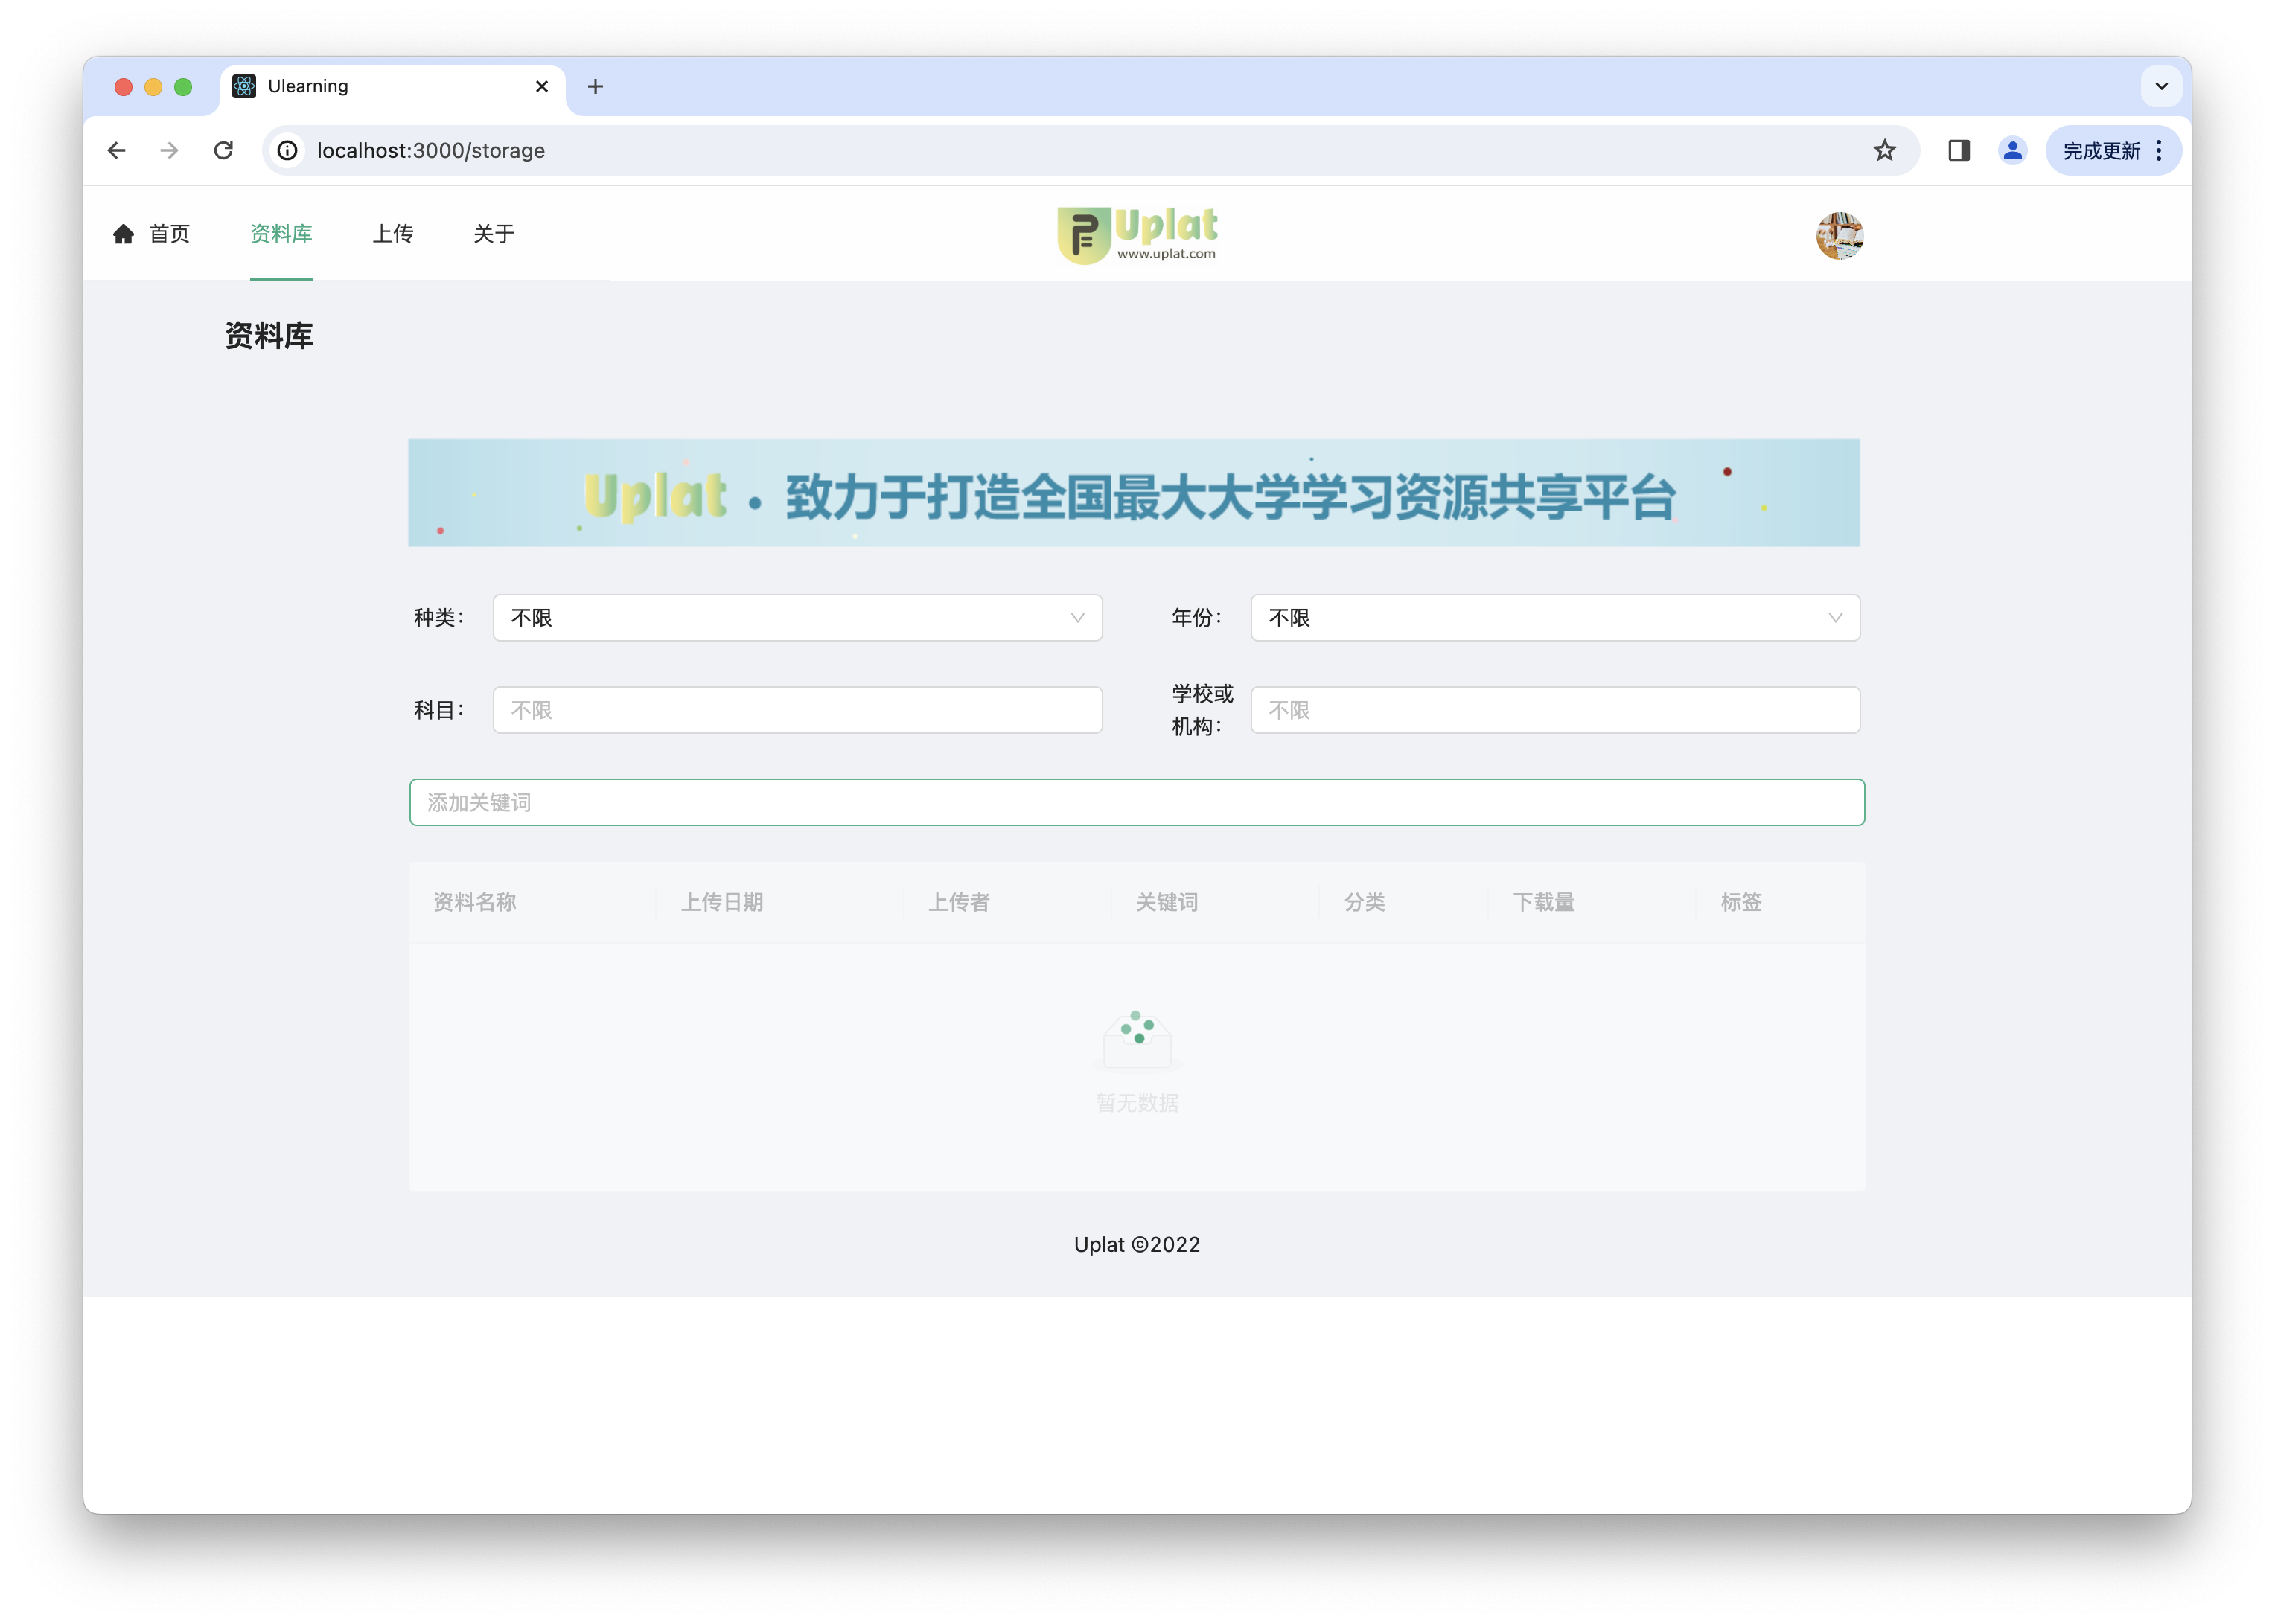 Ulearning
localhost:3000/storage
完成更新
首页 资料库 上传 关于
Uplat
www.uplat.com
资料库
Uplat · 致力于打造全国最大大学学习资源共享平台
种类： 不限 年份： 不限
科目： 不限 学校或机构： 不限
添加关键词
资料名称 上传日期 上传者 关键词 分类 下载量 标签
暂无数据
Uplat ©2022